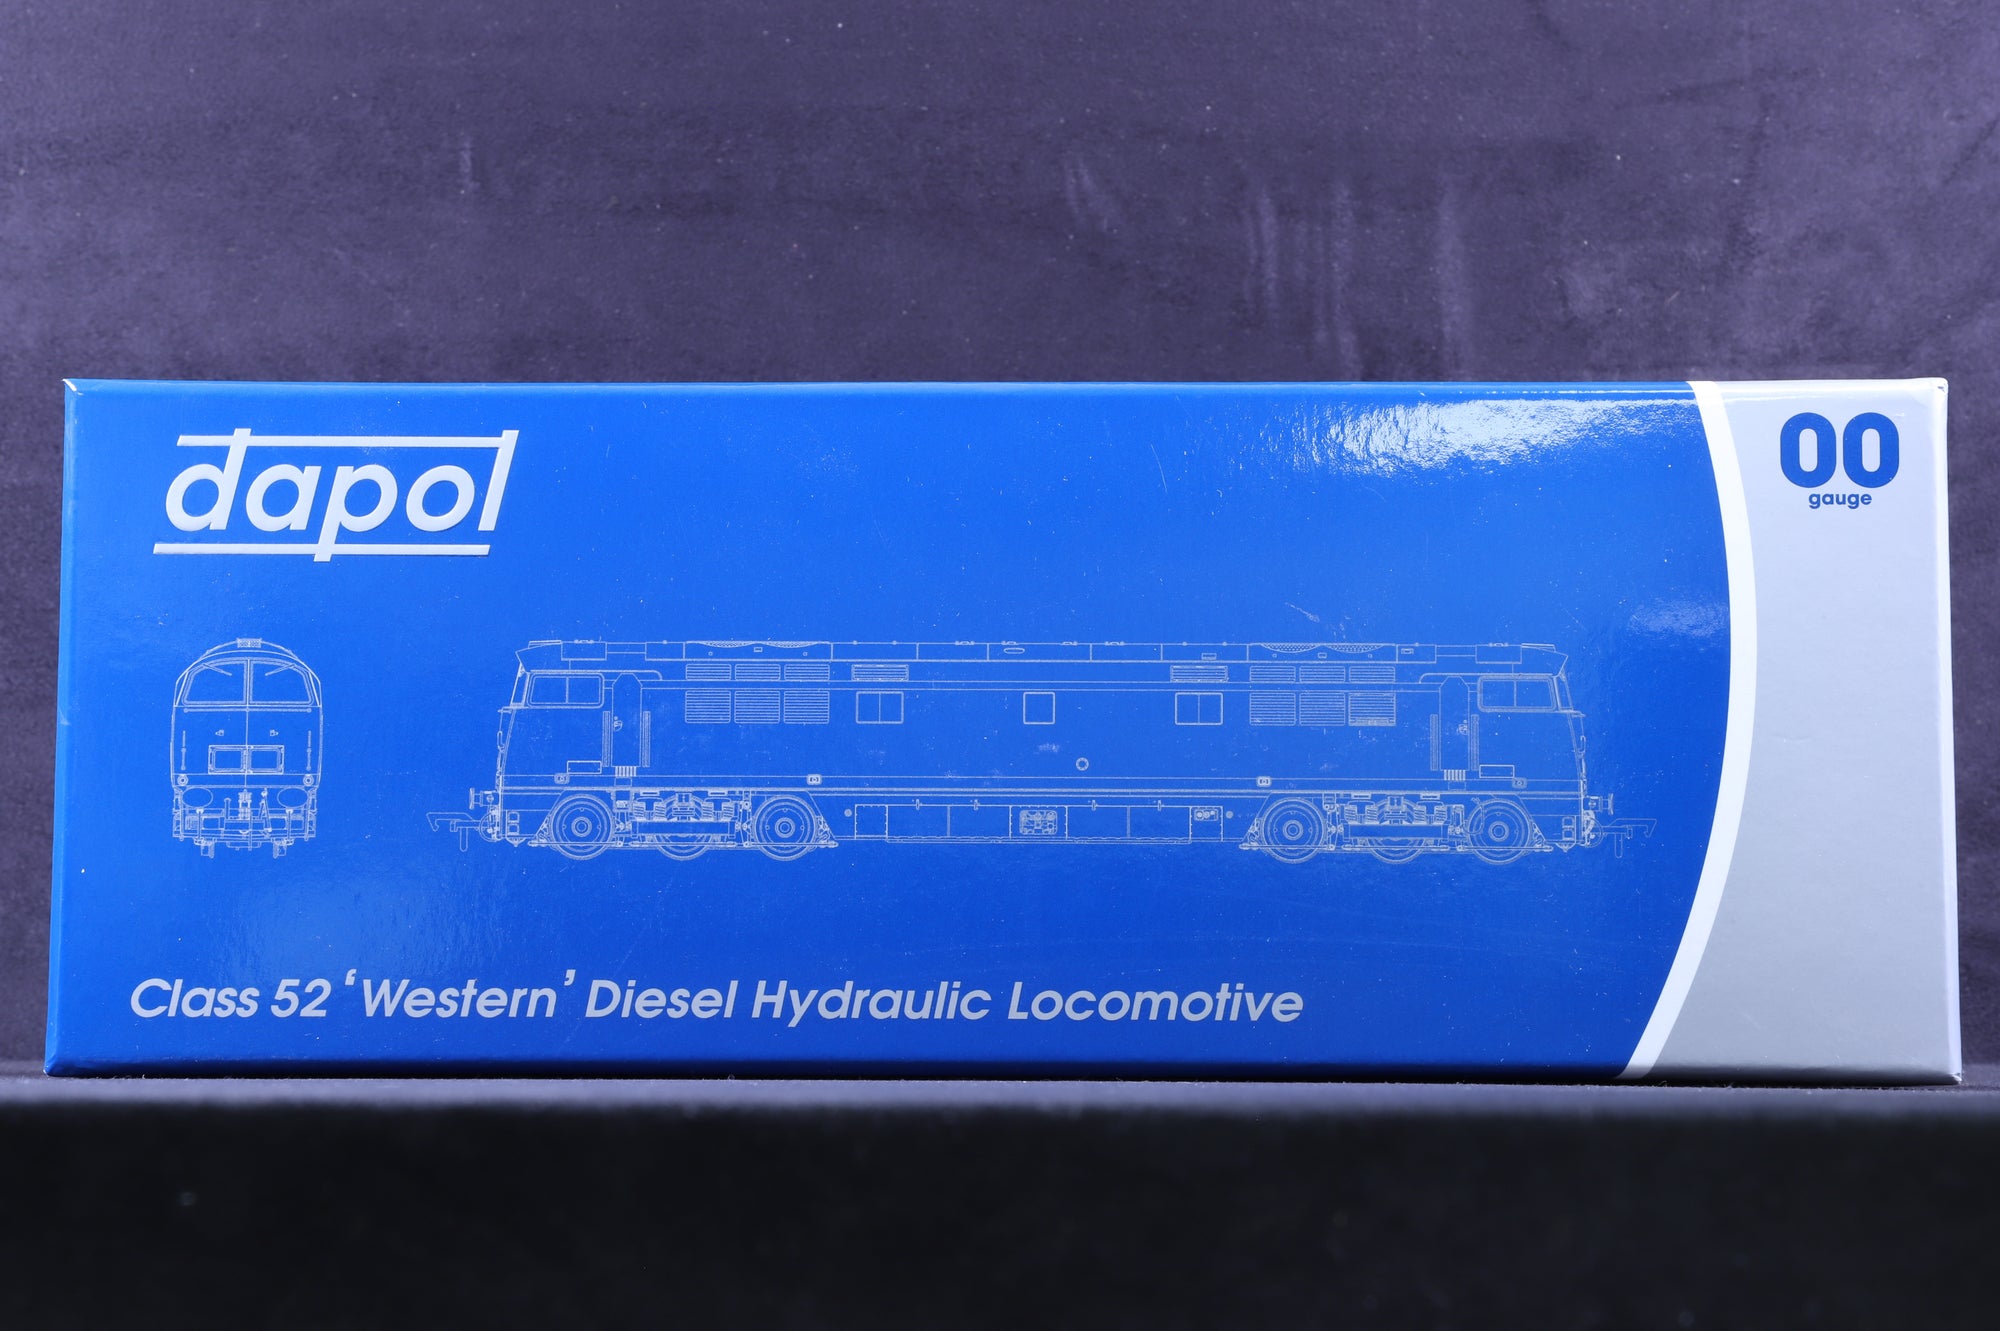 dapol
00
gauge
Class 52 ‘Western’ Diesel Hydraulic Locomotive